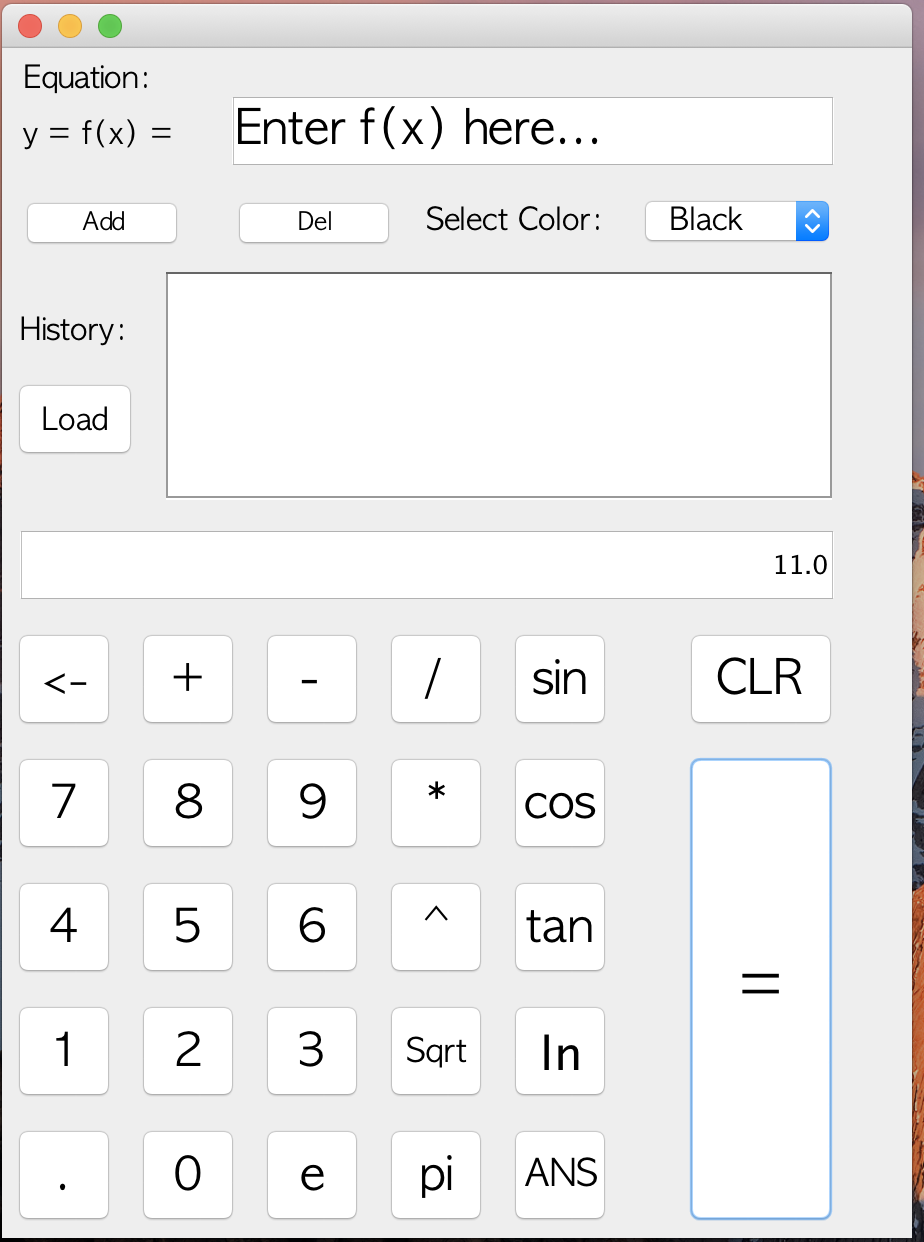 Equation:
y = f(x) =
Enter f(x) here...
Add Del Select Color: Black
History:
Load
11.0
<- + - / sin CLR
7 8 9 * cos
4 5 6 ^ tan
=
1 2 3 Sqrt ln
. 0 e pi ANS